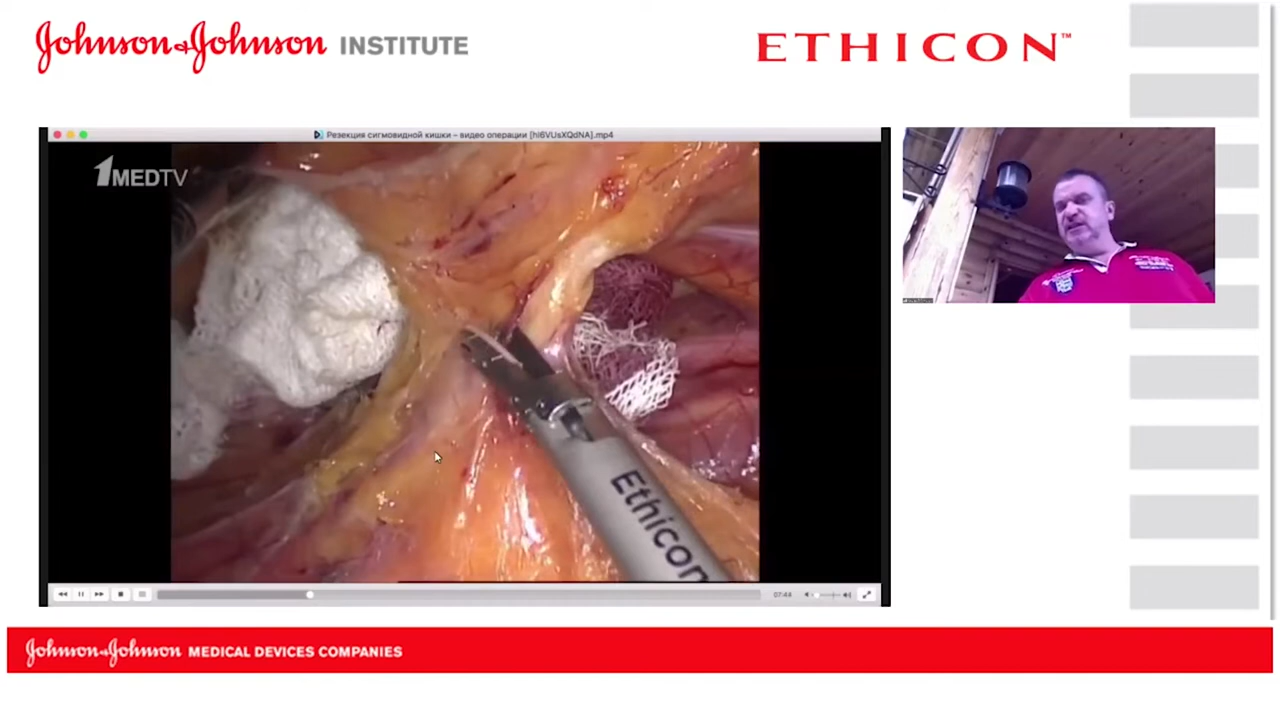 Johnson & Johnson INSTITUTE
ETHICON™
Резекция сигмовидной кишки – видео операции [hI6VUsXQdNA].mp4
1MEDTV
Ethicon
07:44
Johnson & Johnson MEDICAL DEVICES COMPANIES